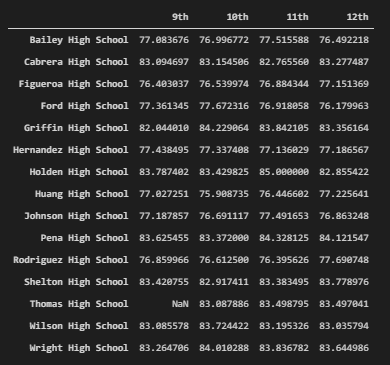 9th 10th 11th 12th
Bailey High School 77.083676 76.996772 77.515588 76.492218
Cabrera High School 83.094697 83.154506 82.765560 83.277487
Figueroa High School 76.403037 76.539974 76.884344 77.151369
Ford High School 77.361345 77.672316 76.918058 76.179963
Griffin High School 82.044010 84.229064 83.842105 83.356164
Hernandez High School 77.438495 77.337408 77.136029 77.186567
Holden High School 83.787402 83.429825 85.000000 82.855422
Huang High School 77.027251 75.908735 76.446602 77.225641
Johnson High School 77.187857 76.691117 77.491653 76.863248
Pena High School 83.625455 83.372000 84.328125 84.121547
Rodriguez High School 76.859966 76.612500 76.395626 77.690748
Shelton High School 83.420755 82.917411 83.383495 83.778976
Thomas High School NaN 83.087886 83.498795 83.497041
Wilson High School 83.085578 83.724422 83.195326 83.035794
Wright High School 83.264706 84.010288 83.836782 83.644986